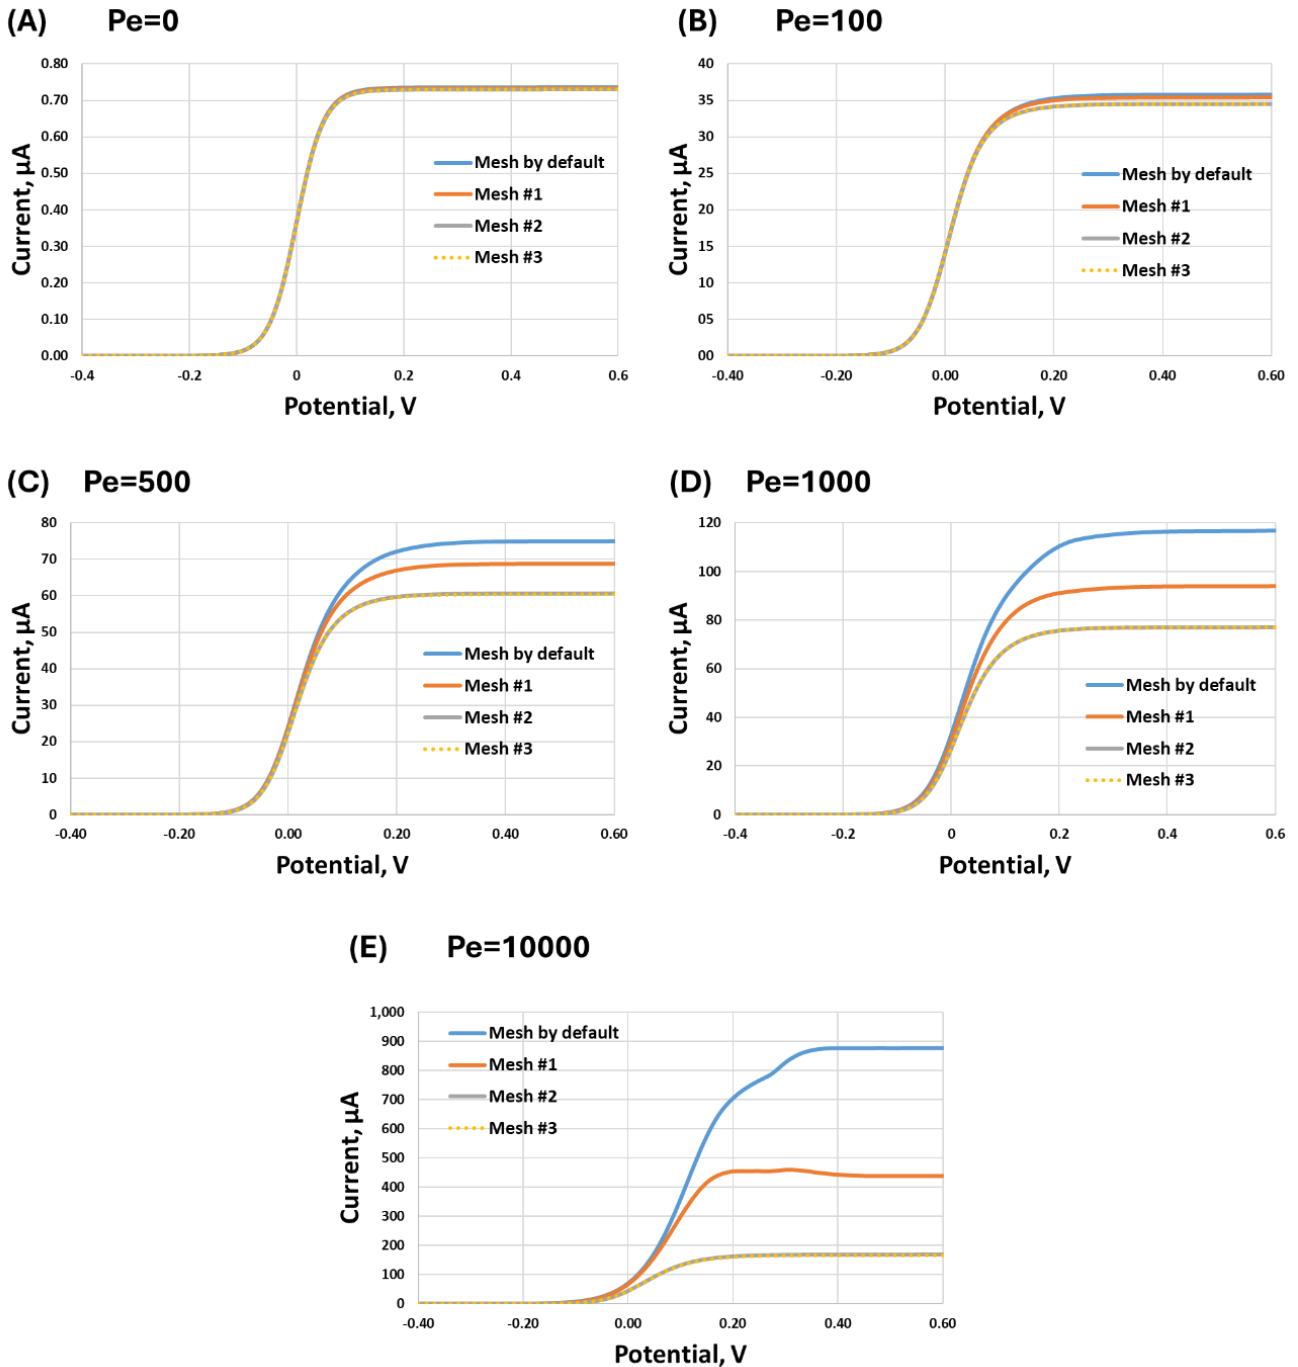 (A) Pe=0
0.80
0.70
0.60
0.50
0.40
0.30
0.20
0.10
0.00
Current, µA
Mesh by default
Mesh #1
Mesh #2
Mesh #3
-0.4 -0.2 0 0.2 0.4 0.6
Potential, V
(B) Pe=100
40
35
30
25
20
15
10
05
00
Current, µA
Mesh by default
Mesh #1
Mesh #2
Mesh #3
-0.40 -0.20 0.00 0.20 0.40 0.60
Potential, V
(C) Pe=500
80
70
60
50
40
30
20
10
0
Current, µA
Mesh by default
Mesh #1
Mesh #2
Mesh #3
-0.40 -0.20 0.00 0.20 0.40 0.60
Potential, V
(D) Pe=1000
120
100
80
60
40
20
0
Current, µA
Mesh by default
Mesh #1
Mesh #2
Mesh #3
-0.4 -0.2 0 0.2 0.4 0.6
Potential, V
(E) Pe=10000
1,000
900
800
700
600
500
400
300
200
100
0
Current, µA
Mesh by default
Mesh #1
Mesh #2
Mesh #3
-0.40 -0.20 0.00 0.20 0.40 0.60
Potential, V